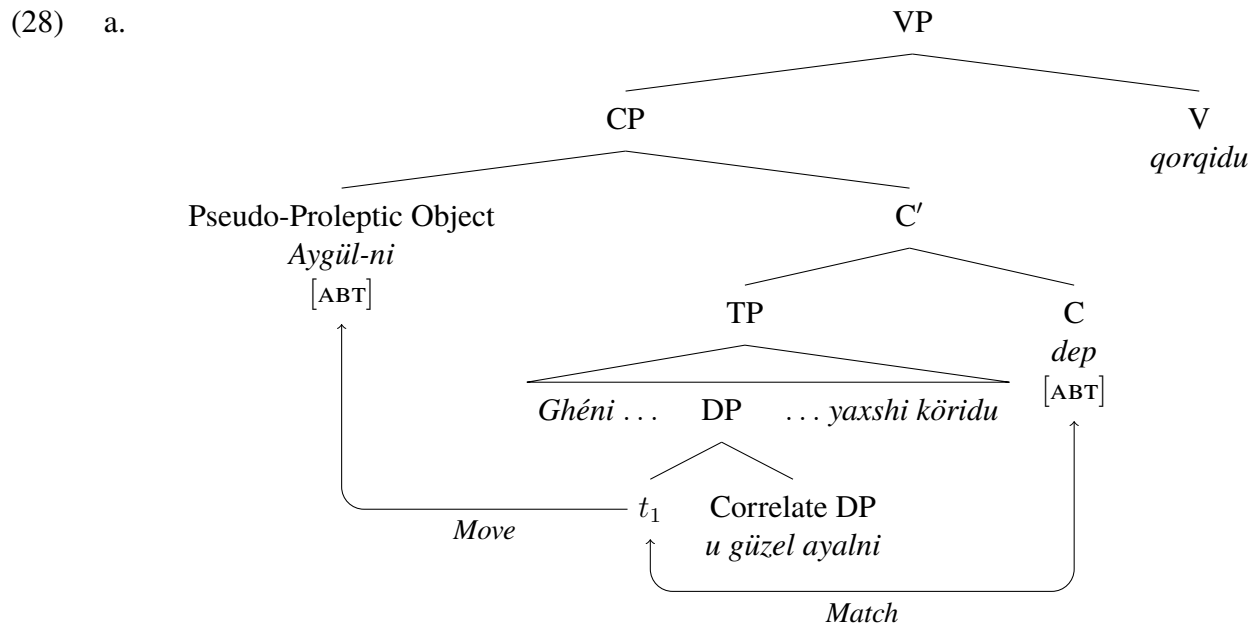 (28) a. VP
CP V
qorqidu
Pseudo-Proleptic Object C′
Aygül-ni
[ABT]
TP C
dep
[ABT]
Ghéni . . . DP . . . yaxshi köridu
t₁ Correlate DP
u güzel ayalni
Move
Match